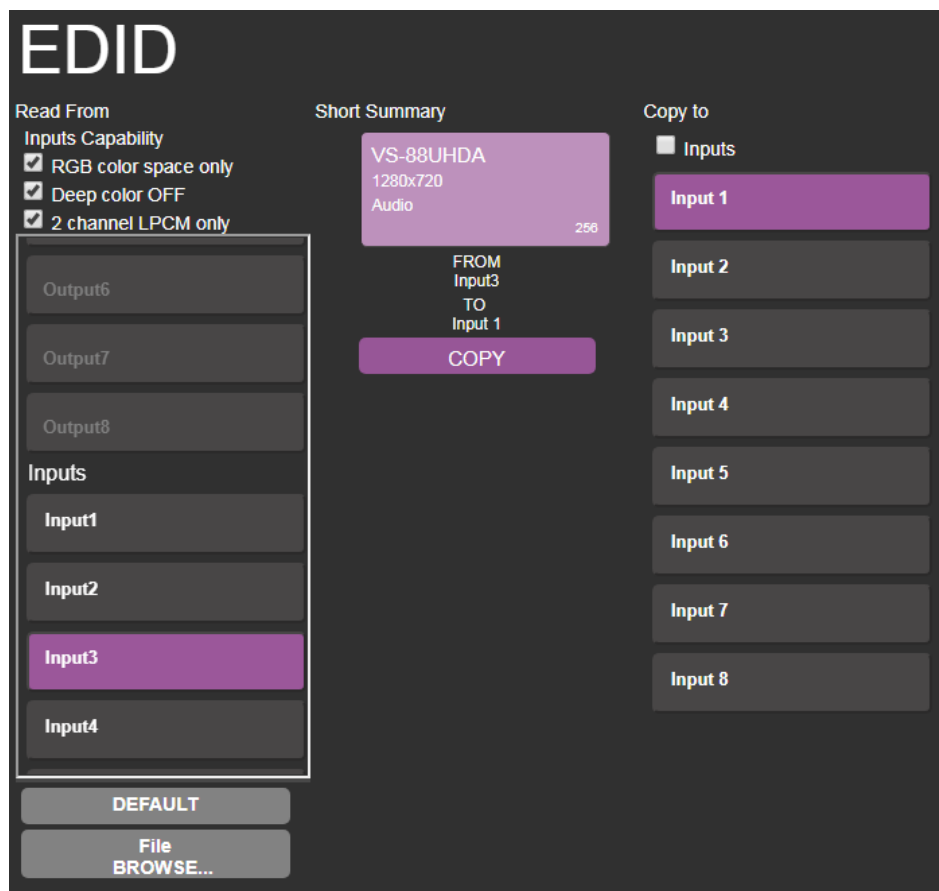 EDID
Read From
Inputs Capability
RGB color space only
Deep color OFF
2 channel LPCM only
Output6
Output7
Output8
Inputs
Input1
Input2
Input3
Input4
DEFAULT
File
BROWSE...
Short Summary
VS-88UHDA
1280x720
Audio
256
FROM
Input3
TO
Input 1
COPY
Copy to
Inputs
Input 1
Input 2
Input 3
Input 4
Input 5
Input 6
Input 7
Input 8